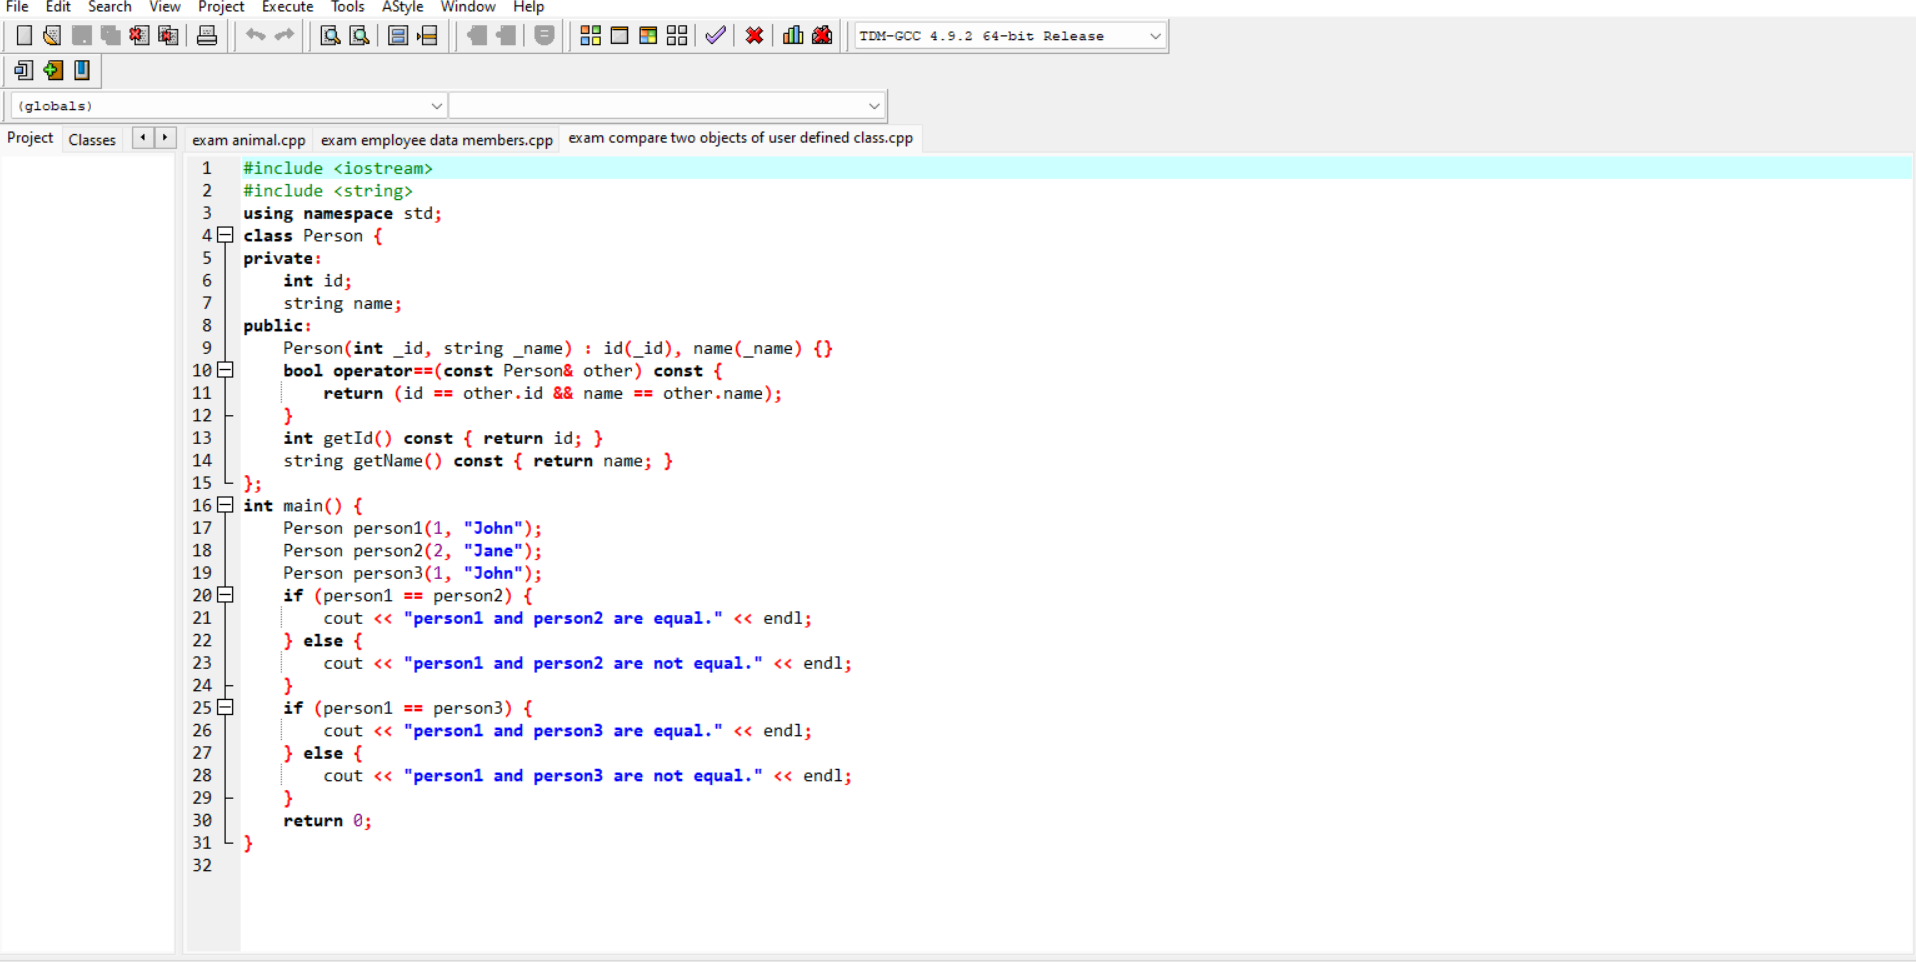 File Edit Search View Project Execute Tools AStyle Window Help
TDM-GCC 4.9.2 64-bit Release
(globals)
Project Classes exam animal.cpp exam employee data members.cpp exam compare two objects of user defined class.cpp
1 #include <iostream>
2 #include <string>
3 using namespace std;
4 class Person {
5 private:
6     int id;
7     string name;
8 public:
9     Person(int _id, string _name) : id(_id), name(_name) {}
10     bool operator==(const Person& other) const {
11         return (id == other.id && name == other.name);
12     }
13     int getId() const { return id; }
14     string getName() const { return name; }
15 };
16 int main() {
17     Person person1(1, "John");
18     Person person2(2, "Jane");
19     Person person3(1, "John");
20     if (person1 == person2) {
21         cout << "person1 and person2 are equal." << endl;
22     } else {
23         cout << "person1 and person2 are not equal." << endl;
24     }
25     if (person1 == person3) {
26         cout << "person1 and person3 are equal." << endl;
27     } else {
28         cout << "person1 and person3 are not equal." << endl;
29     }
30     return 0;
31 }
32